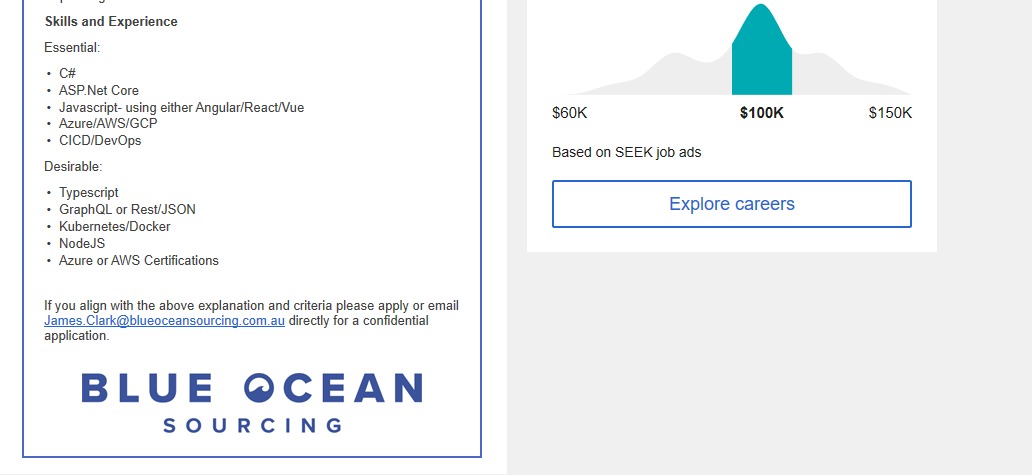 Skills and Experience
Essential:
• C#
• ASP.Net Core
• Javascript- using either Angular/React/Vue
• Azure/AWS/GCP
• CICD/DevOps
Desirable:
• Typescript
• GraphQL or Rest/JSON
• Kubernetes/Docker
• NodeJS
• Azure or AWS Certifications
If you align with the above explanation and criteria please apply or email
James.Clark@blueoceansourcing.com.au directly for a confidential
application.
BLUE OCEAN
SOURCING
$60K $100K $150K
Based on SEEK job ads
Explore careers